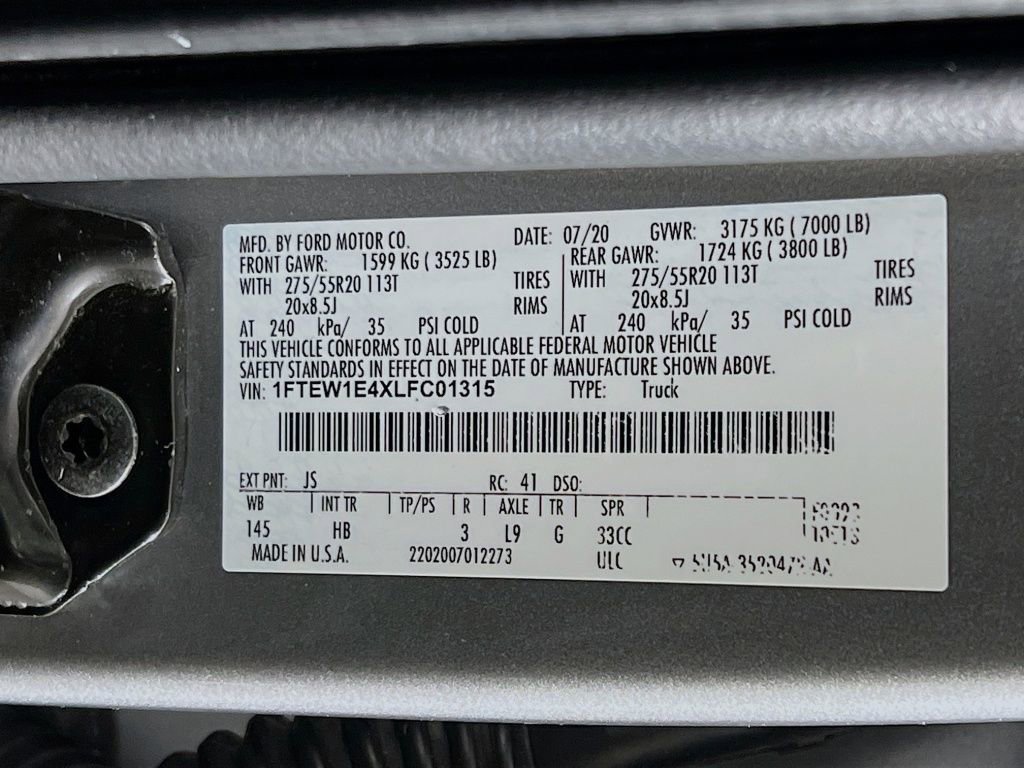 MFD. BY FORD MOTOR CO. DATE: 07/20 GVWR: 3175 KG ( 7000 LB)
FRONT GAWR: 1599 KG ( 3525 LB) REAR GAWR: 1724 KG ( 3800 LB)
WITH 275/55R20 113T TIRES WITH 275/55R20 113T TIRES
20x8.5J RIMS 20x8.5J RIMS
AT 240 kPa/ 35 PSI COLD AT 240 kPa/ 35 PSI COLD
THIS VEHICLE CONFORMS TO ALL APPLICABLE FEDERAL MOTOR VEHICLE
SAFETY STANDARDS IN EFFECT ON THE DATE OF MANUFACTURE SHOWN ABOVE.
VIN: 1FTEW1E4XLFC01315 TYPE: Truck
EXT PNT: JS RC: 41 DSO:
WB INT TR TP/PS R AXLE TR SPR
145 HB 3 L9 G 33CC
MADE IN U.S.A. 2202007012273 ULC